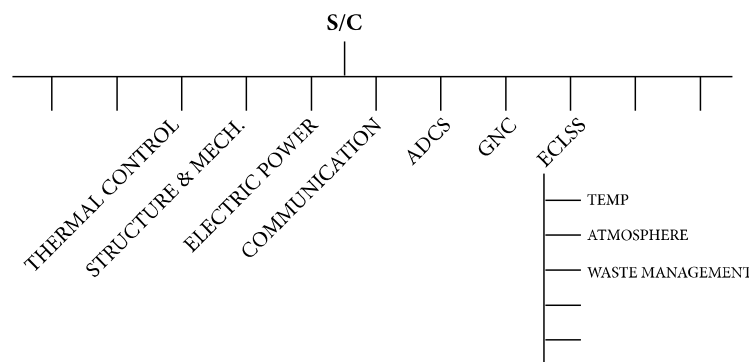 S/C
THERMAL CONTROL
STRUCTURE & MECH.
ELECTRIC POWER
COMMUNICATION
ADCS
GNC
ECLSS
TEMP
ATMOSPHERE
WASTE MANAGEMENT